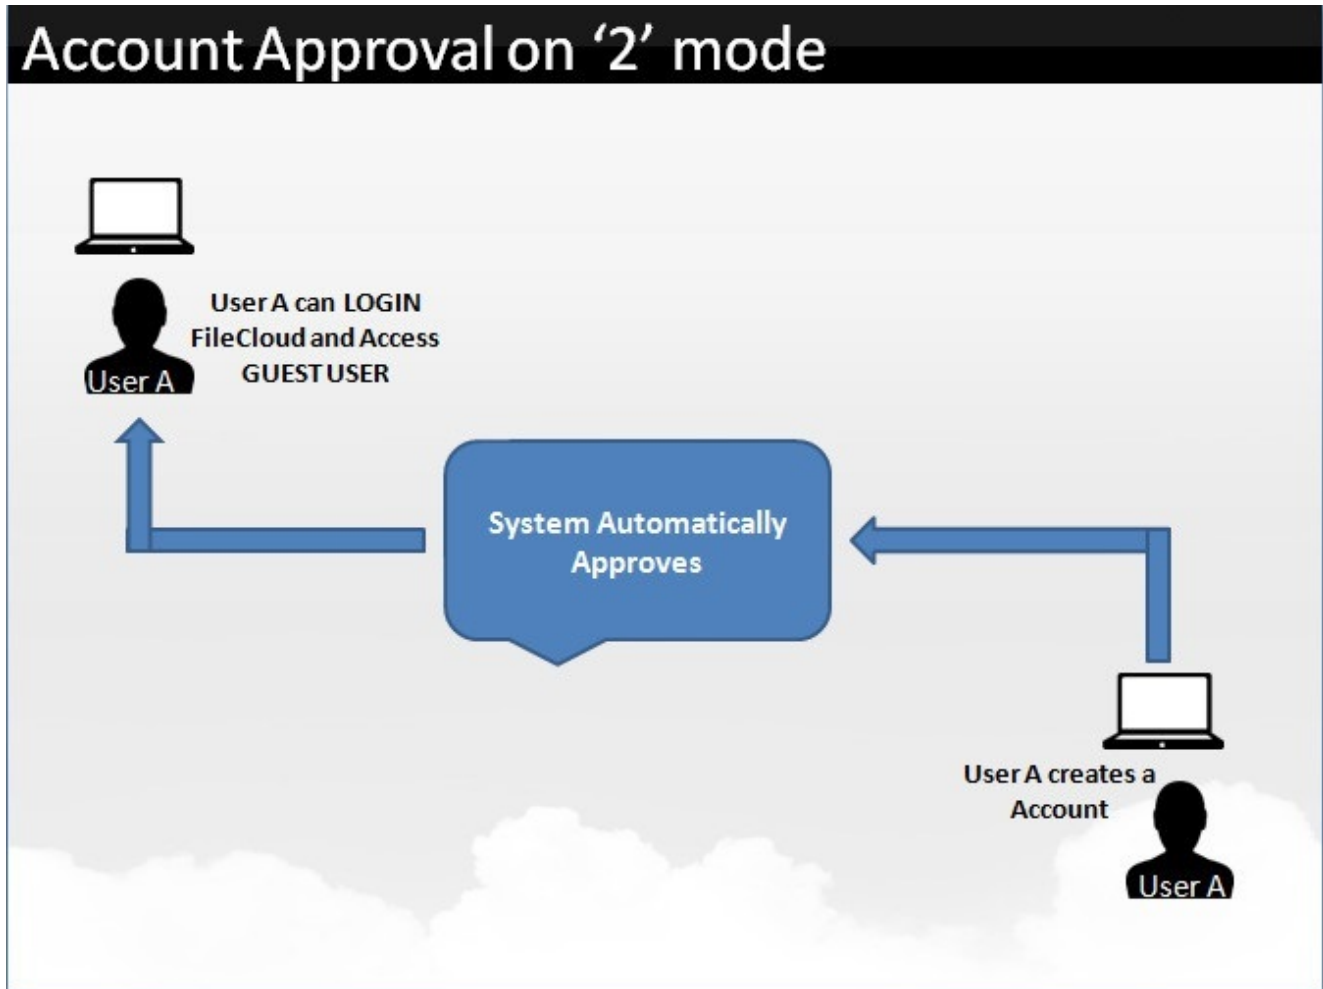 Account Approval on ‘2’ mode
User A can LOGIN
FileCloud and Access
GUEST USER
User A
System Automatically
Approves
User A creates a
Account
User A